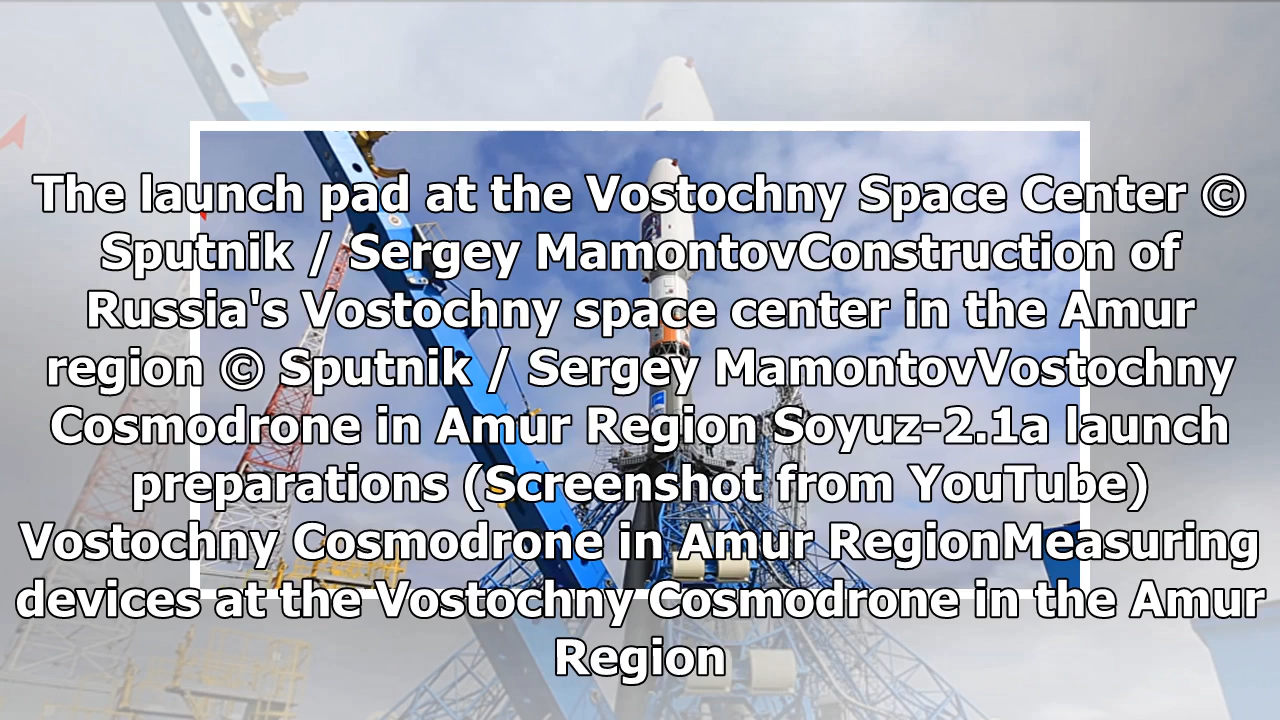 The launch pad at the Vostochny Space Center ©
Sputnik / Sergey MamontovConstruction of
Russia's Vostochny space center in the Amur
region © Sputnik / Sergey MamontovVostochny
Cosmodrone in Amur Region Soyuz-2.1a launch
preparations (Screenshot from YouTube)
Vostochny Cosmodrone in Amur RegionMeasuring
devices at the Vostochny Cosmodrone in the Amur
Region